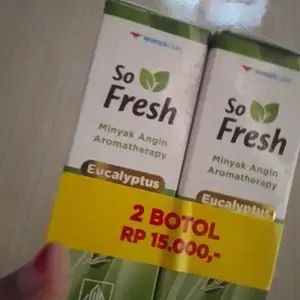 So
Fresh
Minyak Angin
Aromatherapy
Eucalyptus
So
Fresh
Minyak Angin
Aromatherapy
Eucalyptus
2 BOTOL
RP 15.000,-